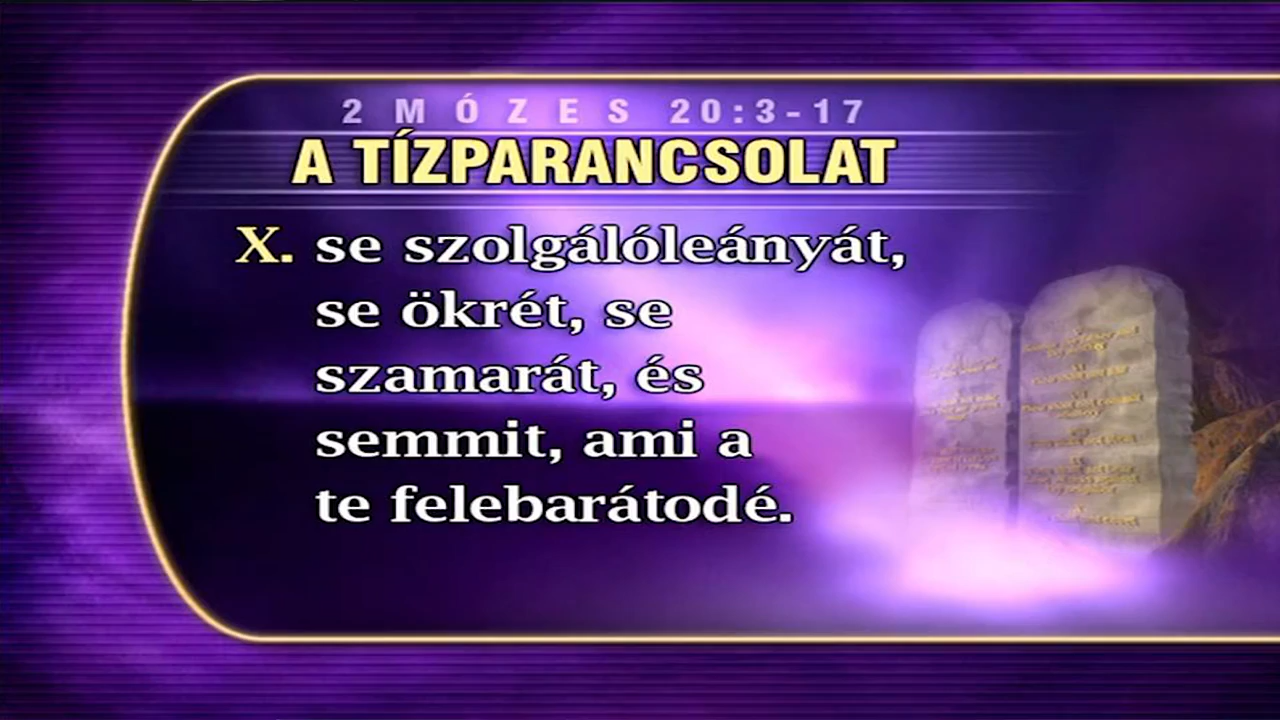 2 MÓZES 20:3-17
A TÍZPARANCSOLAT
X. se szolgálóleányát,
se ökrét, se
szamarát, és
semmit, ami a
te felebarátodé.